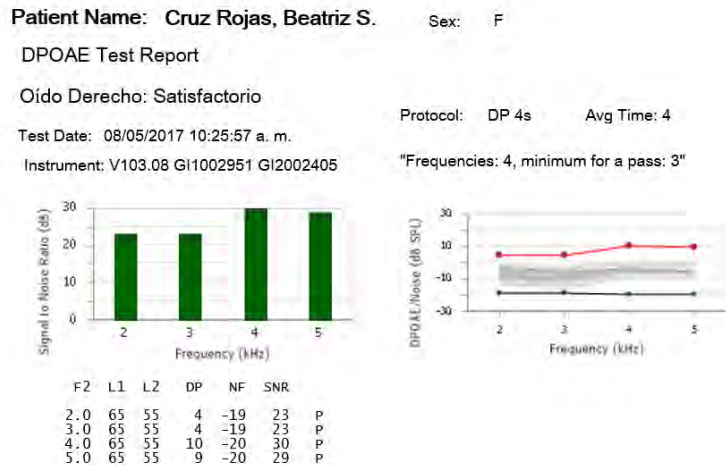 Patient Name: Cruz Rojas, Beatriz S.
Sex: F
DPOAE Test Report
Oído Derecho: Satisfactorio
Protocol: DP 4s Avg Time: 4
Test Date: 08/05/2017 10:25:57 a. m.
Instrument: V103.08 GI1002951 GI2002405
"Frequencies: 4, minimum for a pass: 3"
Signal to Noise Ratio (dB)
30
20
10
0
2 3 4 5
Frequency (kHz)
DPOAE/Noise (dB SPL)
30
10
-10
-30
2 3 4 5
Frequency (kHz)
F2 L1 L2 DP NF SNR
2.0 65 55 4 -19 23 P
3.0 65 55 4 -19 23 P
4.0 65 55 10 -20 30 P
5.0 65 55 9 -20 29 P